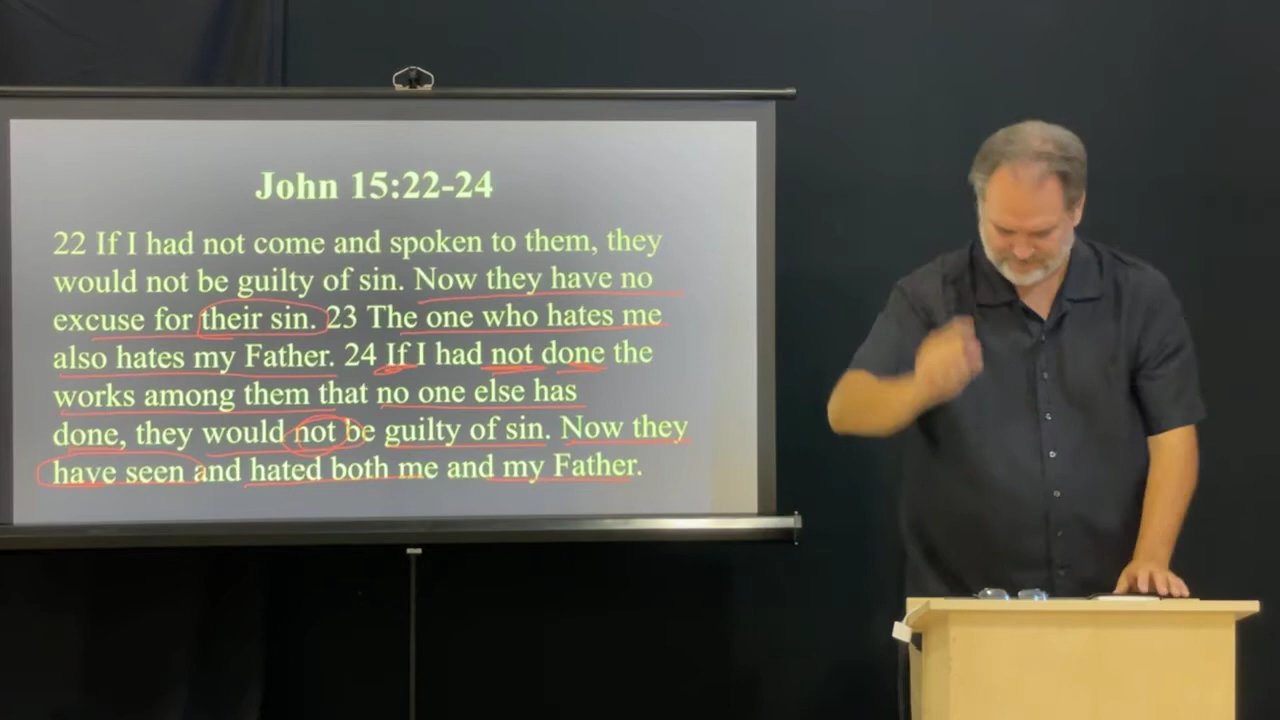 John 15:22-24
22 If I had not come and spoken to them, they
would not be guilty of sin. Now they have no
excuse for their sin. 23 The one who hates me
also hates my Father. 24 If I had not done the
works among them that no one else has
done, they would not be guilty of sin. Now they
have seen and hated both me and my Father.